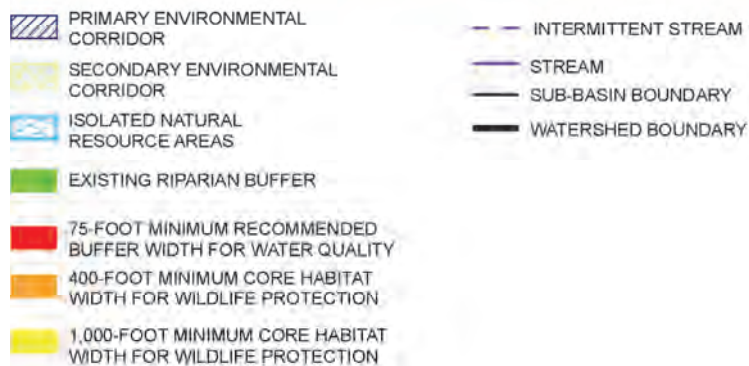 PRIMARY ENVIRONMENTAL
CORRIDOR
SECONDARY ENVIRONMENTAL
CORRIDOR
ISOLATED NATURAL
RESOURCE AREAS
EXISTING RIPARIAN BUFFER
75-FOOT MINIMUM RECOMMENDED
BUFFER WIDTH FOR WATER QUALITY
400-FOOT MINIMUM CORE HABITAT
WIDTH FOR WILDLIFE PROTECTION
1,000-FOOT MINIMUM CORE HABITAT
WIDTH FOR WILDLIFE PROTECTION
INTERMITTENT STREAM
STREAM
SUB-BASIN BOUNDARY
WATERSHED BOUNDARY